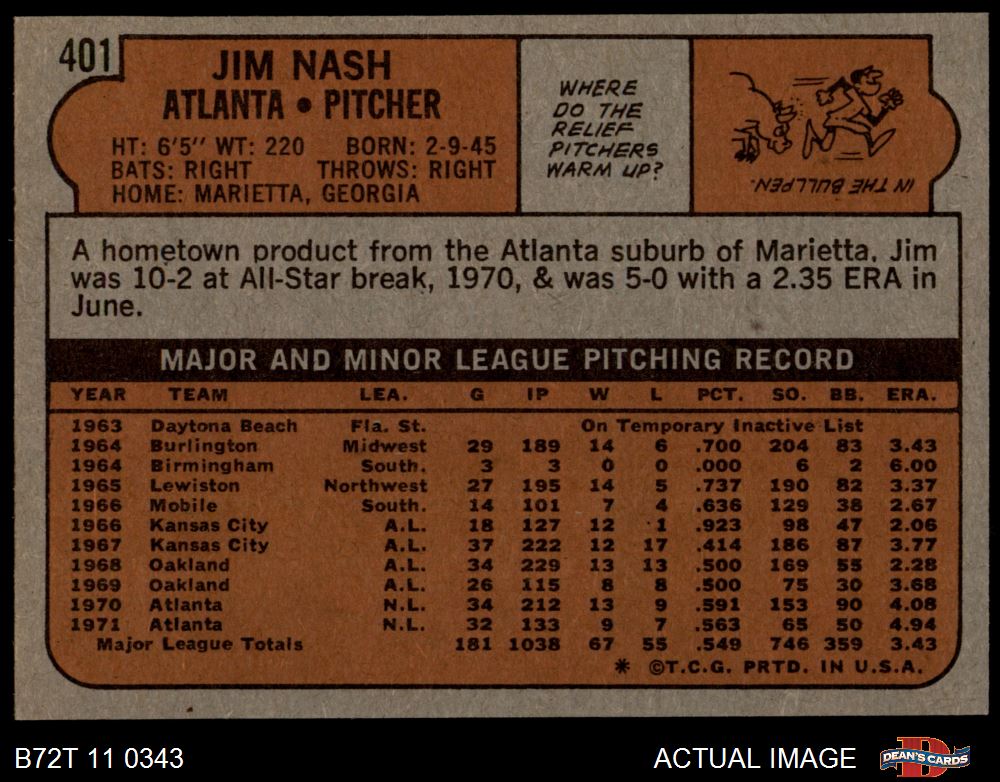 401
JIM NASH
ATLANTA • PITCHER
HT: 6'5" WT: 220 BORN: 2-9-45
BATS: RIGHT THROWS: RIGHT
HOME: MARIETTA, GEORGIA
WHERE
DO THE
RELIEF
PITCHERS
WARM UP?
IN THE BULLPEN.
A hometown product from the Atlanta suburb of Marietta. Jim
was 10-2 at All-Star break, 1970, & was 5-0 with a 2.35 ERA in
June.
MAJOR AND MINOR LEAGUE PITCHING RECORD
YEAR TEAM LEA. G IP W L PCT. SO. BB. ERA.
1963 Daytona Beach Fla. St. On Temporary Inactive List
1964 Burlington Midwest 29 189 14 6 .700 204 83 3.43
1964 Birmingham South. 3 3 0 0 .000 6 2 6.00
1965 Lewiston Northwest 27 195 14 5 .737 190 82 3.37
1966 Mobile South. 14 101 7 4 .636 129 38 2.67
1966 Kansas City A.L. 18 127 12 1 .923 98 47 2.06
1967 Kansas City A.L. 37 222 12 17 .414 186 87 3.77
1968 Oakland A.L. 34 229 13 13 .500 169 55 2.28
1969 Oakland A.L. 26 115 8 8 .500 75 30 3.68
1970 Atlanta N.L. 34 212 13 9 .591 153 90 4.08
1971 Atlanta N.L. 32 133 9 7 .563 65 50 4.94
Major League Totals 181 1038 67 55 .549 746 359 3.43
* ©T.C.G. PRTD. IN U.S.A.
B72T 11 0343 ACTUAL IMAGE DEAN'S CARDS